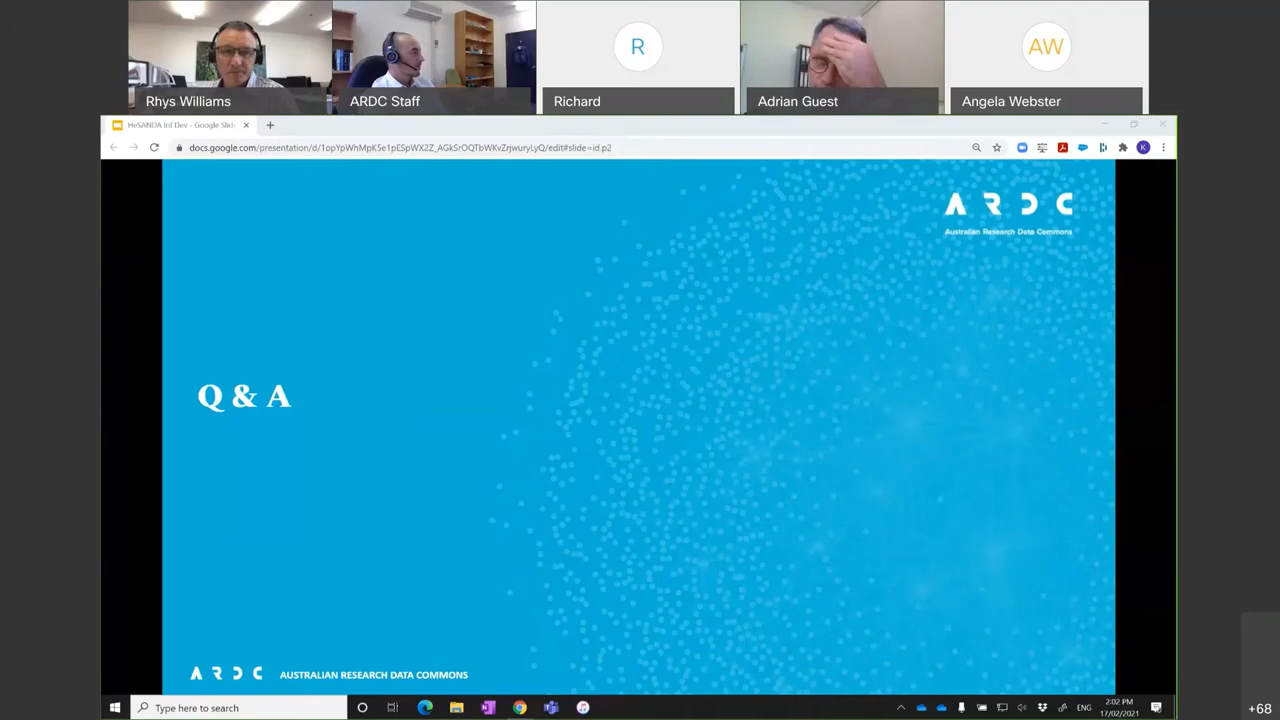 R
AW
Rhys Williams
ARDC Staff
Richard
Adrian Guest
Angela Webster
HeSANDA Inf Dev - Google Slid
docs.google.com/presentation/d/1opYpWhMpK5e1pESpWX2Z_AGkSrOQTbWKvZrjwuryLyQ/edit#slide=id.p2
K
ARDC
Australian Research Data Commons
Q & A
ARDC AUSTRALIAN RESEARCH DATA COMMONS
Type here to search
ENG
2:02 PM
17/02/2021
+68